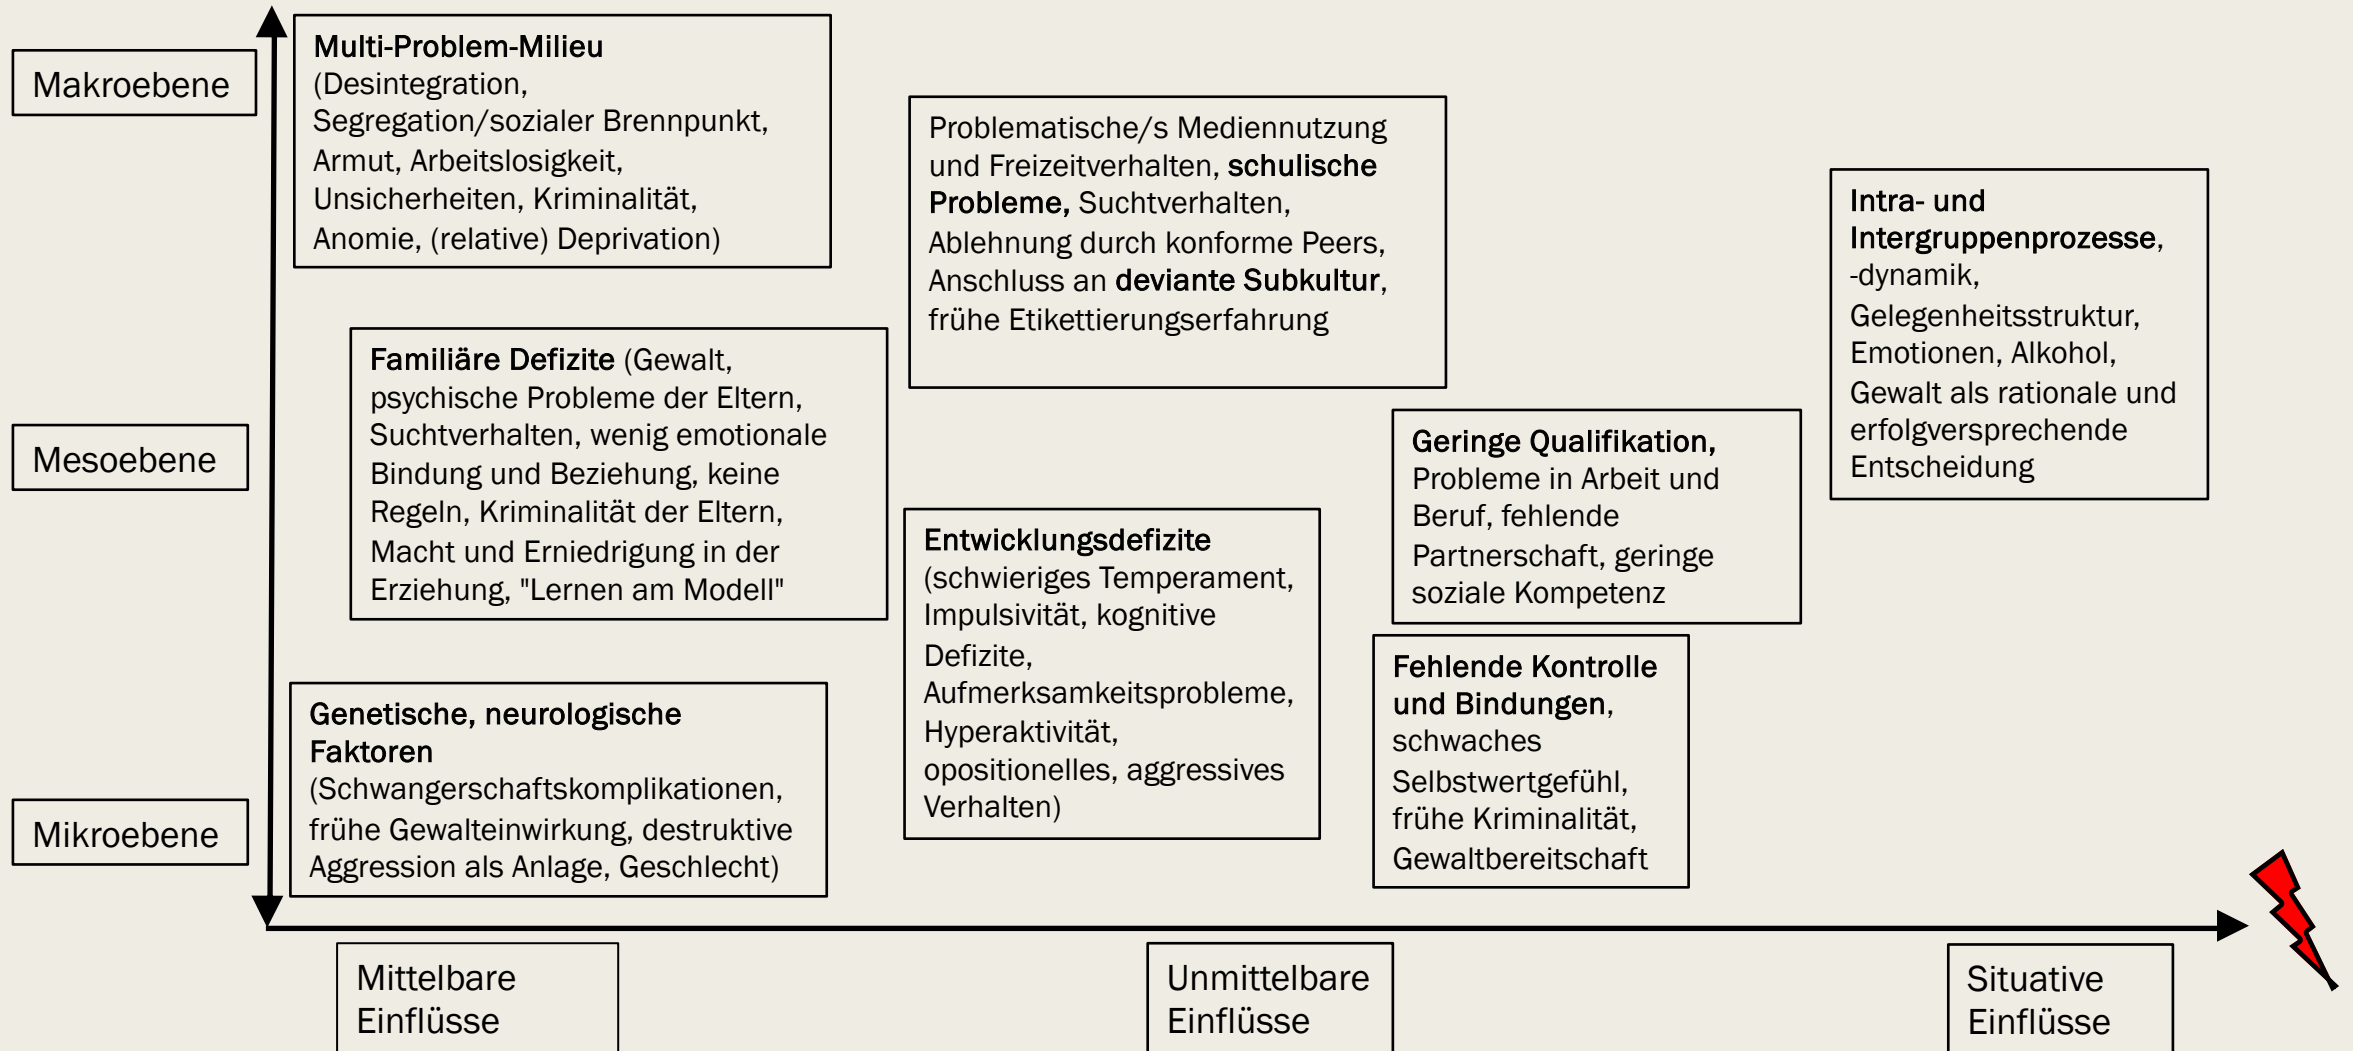 Makroebene
Multi-Problem-Milieu
(Desintegration,
Segregation/sozialer Brennpunkt,
Armut, Arbeitslosigkeit,
Unsicherheiten, Kriminalität,
Anomie, (relative) Deprivation)
Problematische/s Mediennutzung
und Freizeitverhalten, schulische
Probleme, Suchtverhalten,
Ablehnung durch konforme Peers,
Anschluss an deviante Subkultur,
frühe Etikettierungserfahrung
Intra- und
Intergruppenprozesse,
-dynamik,
Gelegenheitsstruktur,
Emotionen, Alkohol,
Gewalt als rationale und
erfolgversprechende
Entscheidung
Mesoebene
Familiäre Defizite (Gewalt,
psychische Probleme der Eltern,
Suchtverhalten, wenig emotionale
Bindung und Beziehung, keine
Regeln, Kriminalität der Eltern,
Macht und Erniedrigung in der
Erziehung, "Lernen am Modell"
Entwicklungsdefizite
(schwieriges Temperament,
Impulsivität, kognitive
Defizite,
Aufmerksamkeitsprobleme,
Hyperaktivität,
opositionelles, aggressives
Verhalten)
Geringe Qualifikation,
Probleme in Arbeit und
Beruf, fehlende
Partnerschaft, geringe
soziale Kompetenz
Mikroebene
Genetische, neurologische
Faktoren
(Schwangerschaftskomplikationen,
frühe Gewalteinwirkung, destruktive
Aggression als Anlage, Geschlecht)
Fehlende Kontrolle
und Bindungen,
schwaches
Selbstwertgefühl,
frühe Kriminalität,
Gewaltbereitschaft
Mittelbare
Einflüsse
Unmittelbare
Einflüsse
Situative
Einflüsse